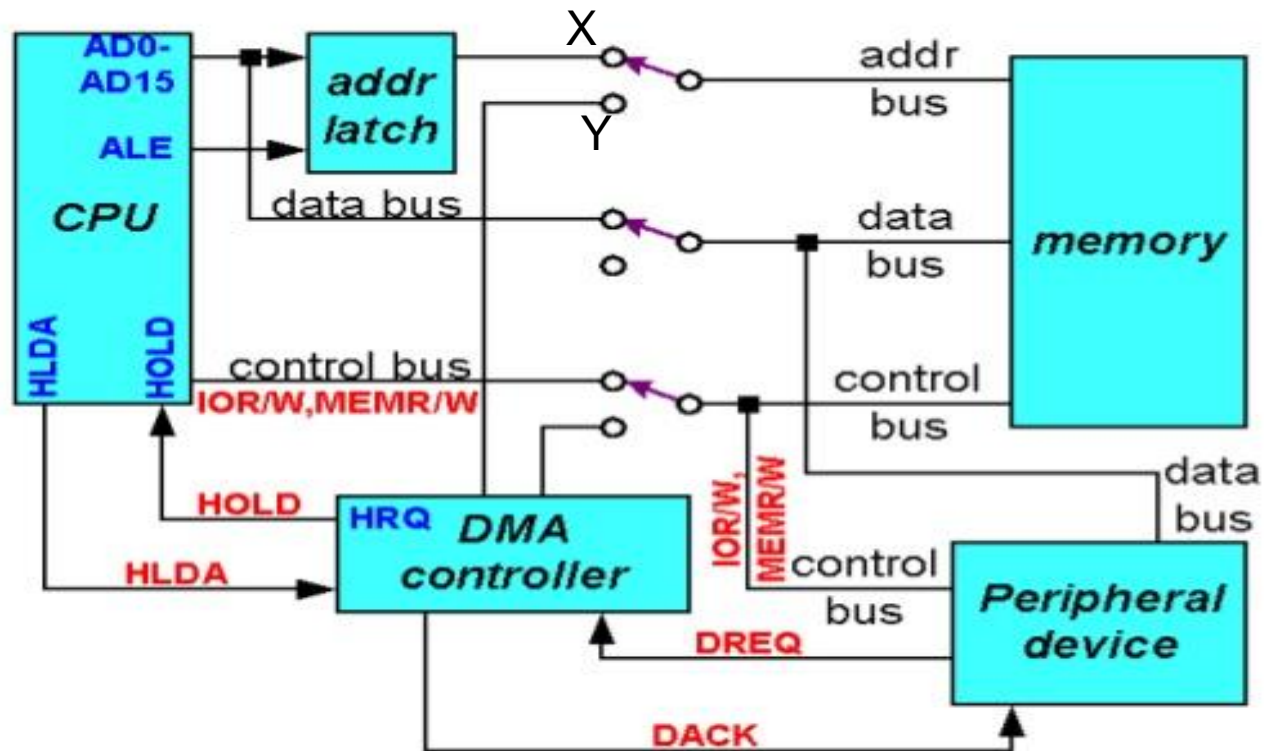 X
AD0-
AD15
addr
latch
addr
bus
Y
ALE
CPU
data bus
data
bus
memory
HLDA
HOLD
control bus
IOR/W,MEMR/W
control
bus
IOR/W,
MEMR/W
data
bus
HOLD
HRQ
DMA
controller
HLDA
control
bus
Peripheral
device
DREQ
DACK